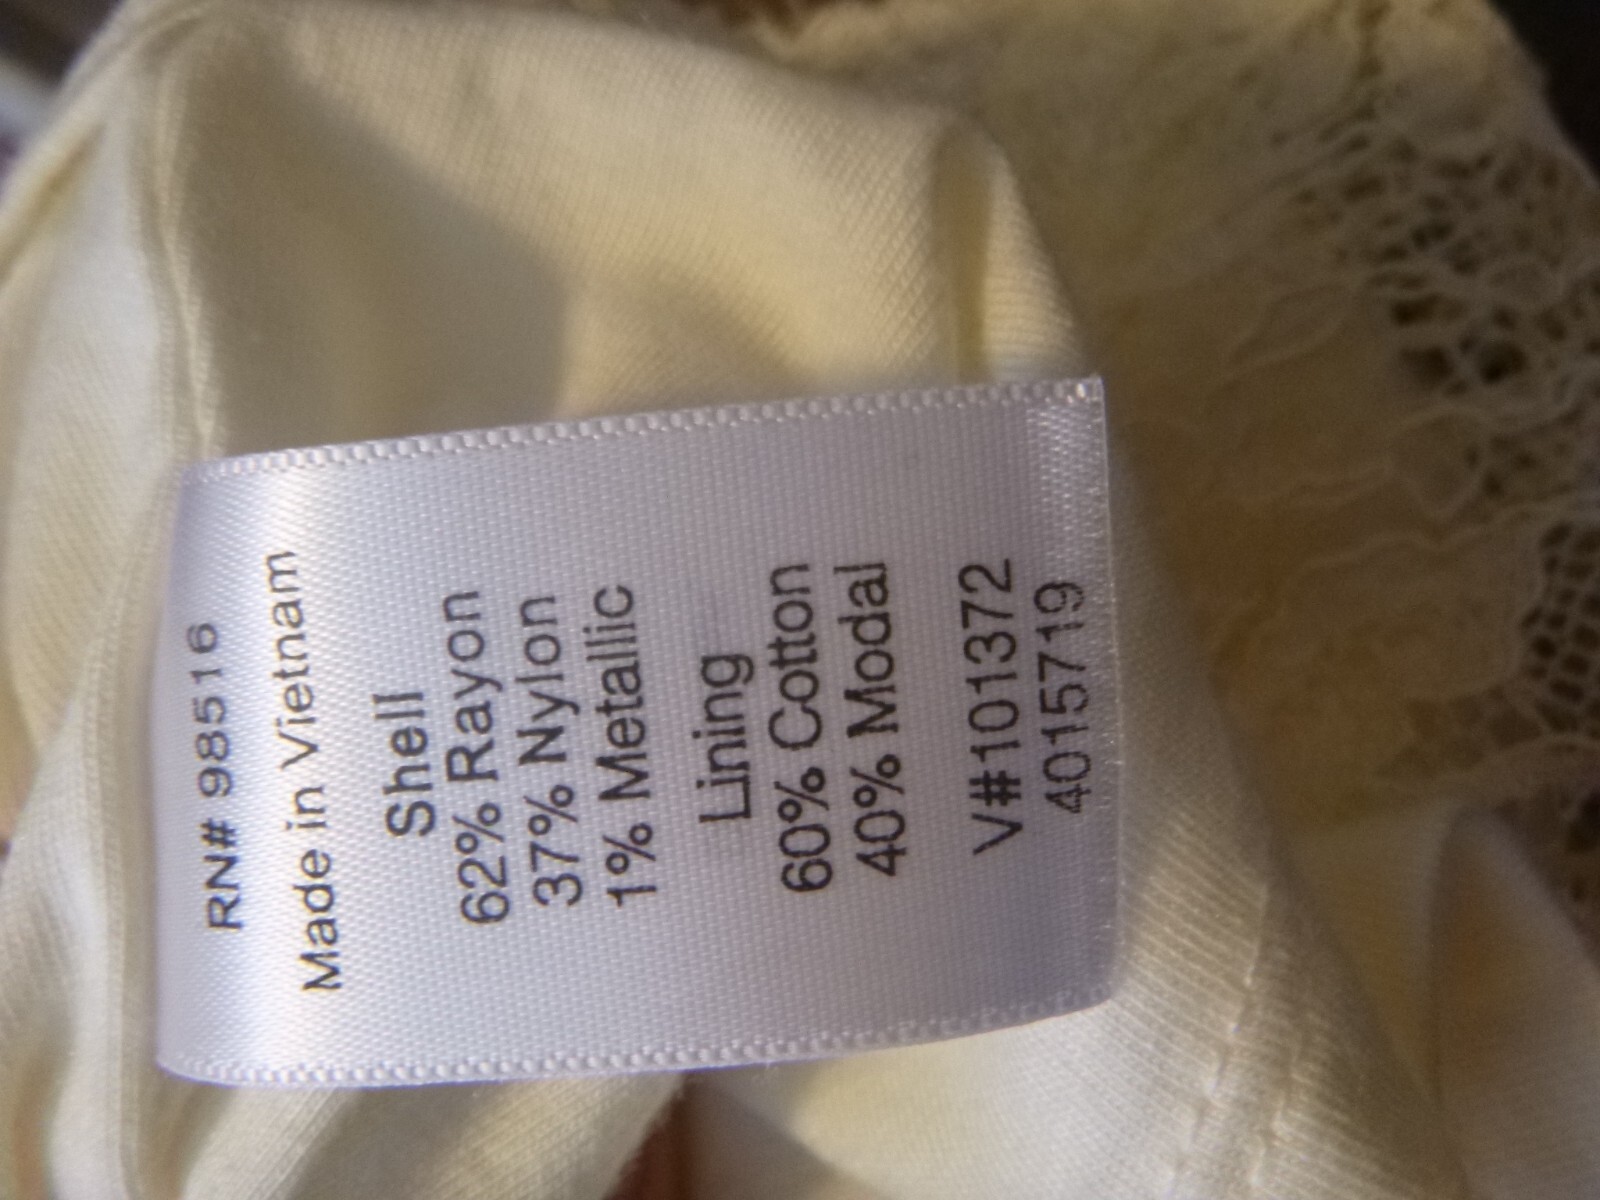 RN# 98516
Made in Vietnam
Shell
62% Rayon
37% Nylon
1% Metallic
Lining
60% Cotton
40% Modal
V#101372
4015719